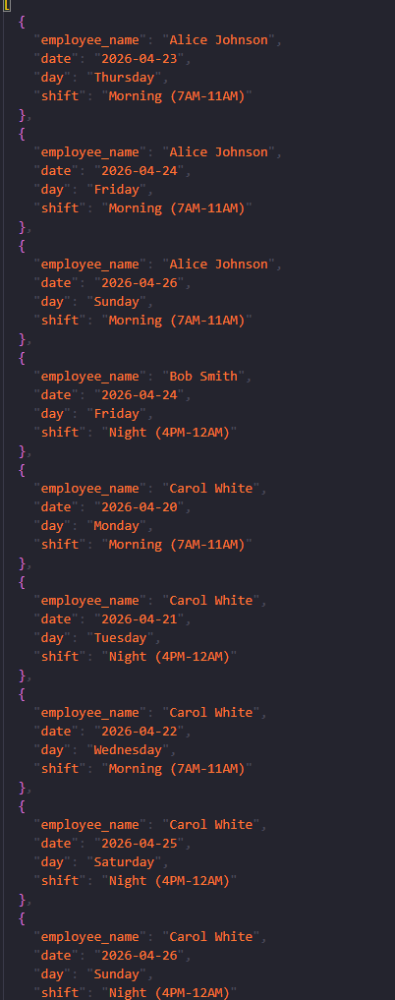 [
{
"employee_name": "Alice Johnson",
"date": "2026-04-23",
"day": "Thursday",
"shift": "Morning (7AM-11AM)"
},
{
"employee_name": "Alice Johnson",
"date": "2026-04-24",
"day": "Friday",
"shift": "Morning (7AM-11AM)"
},
{
"employee_name": "Alice Johnson",
"date": "2026-04-26",
"day": "Sunday",
"shift": "Morning (7AM-11AM)"
},
{
"employee_name": "Bob Smith",
"date": "2026-04-24",
"day": "Friday",
"shift": "Night (4PM-12AM)"
},
{
"employee_name": "Carol White",
"date": "2026-04-20",
"day": "Monday",
"shift": "Morning (7AM-11AM)"
},
{
"employee_name": "Carol White",
"date": "2026-04-21",
"day": "Tuesday",
"shift": "Night (4PM-12AM)"
},
{
"employee_name": "Carol White",
"date": "2026-04-22",
"day": "Wednesday",
"shift": "Morning (7AM-11AM)"
},
{
"employee_name": "Carol White",
"date": "2026-04-25",
"day": "Saturday",
"shift": "Night (4PM-12AM)"
},
{
"employee_name": "Carol White",
"date": "2026-04-26",
"day": "Sunday",
"shift": "Night (4PM-12AM)"